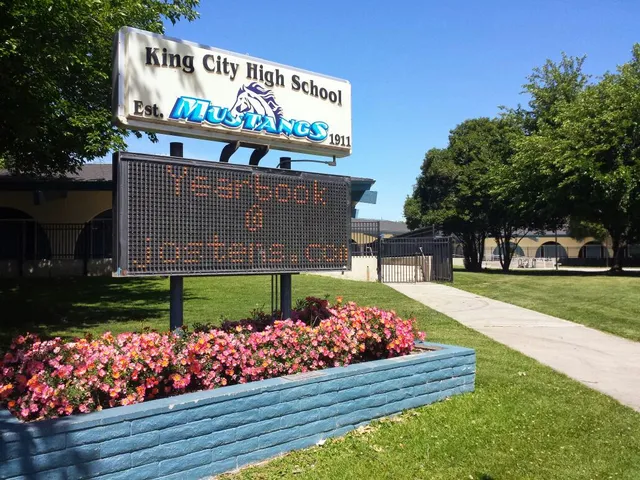 King City High School
Est. MUSTANGS 1911
Yearbook
@
jostens.com